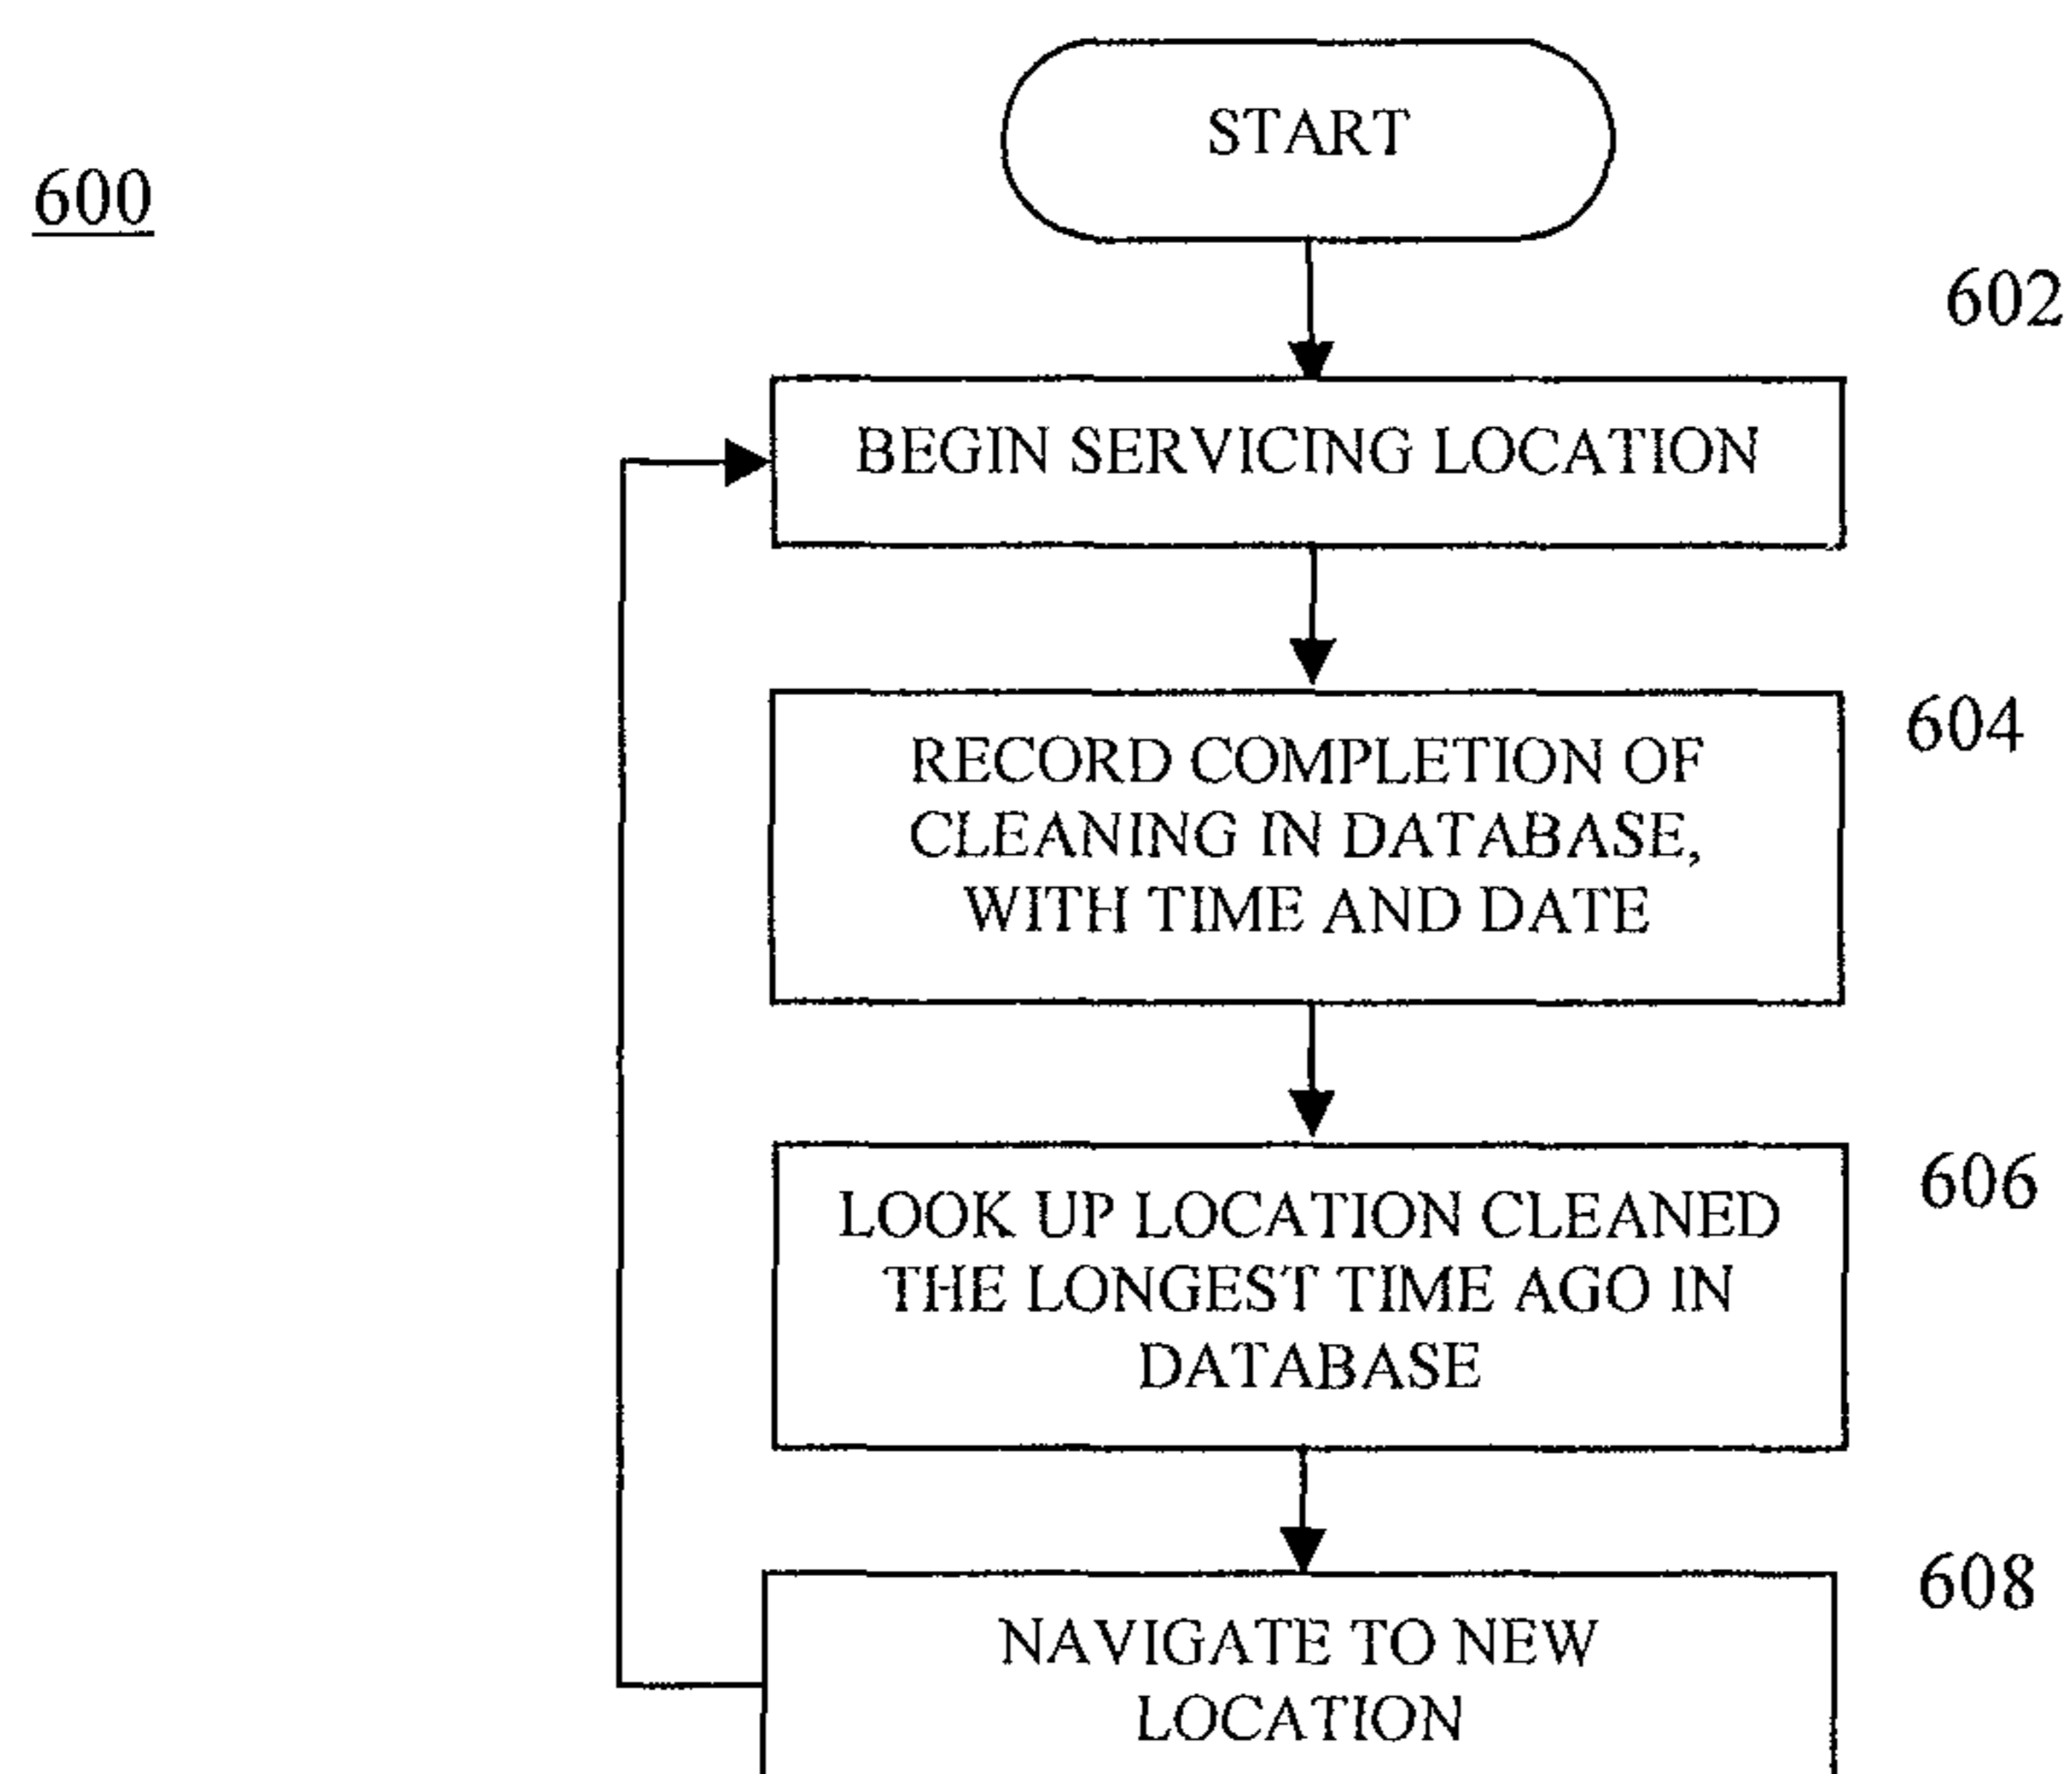 START
600
602
BEGIN SERVICING LOCATION
604
RECORD COMPLETION OF
CLEANING IN DATABASE,
WITH TIME AND DATE
606
LOOK UP LOCATION CLEANED
THE LONGEST TIME AGO IN
DATABASE
608
NAVIGATE TO NEW
LOCATION